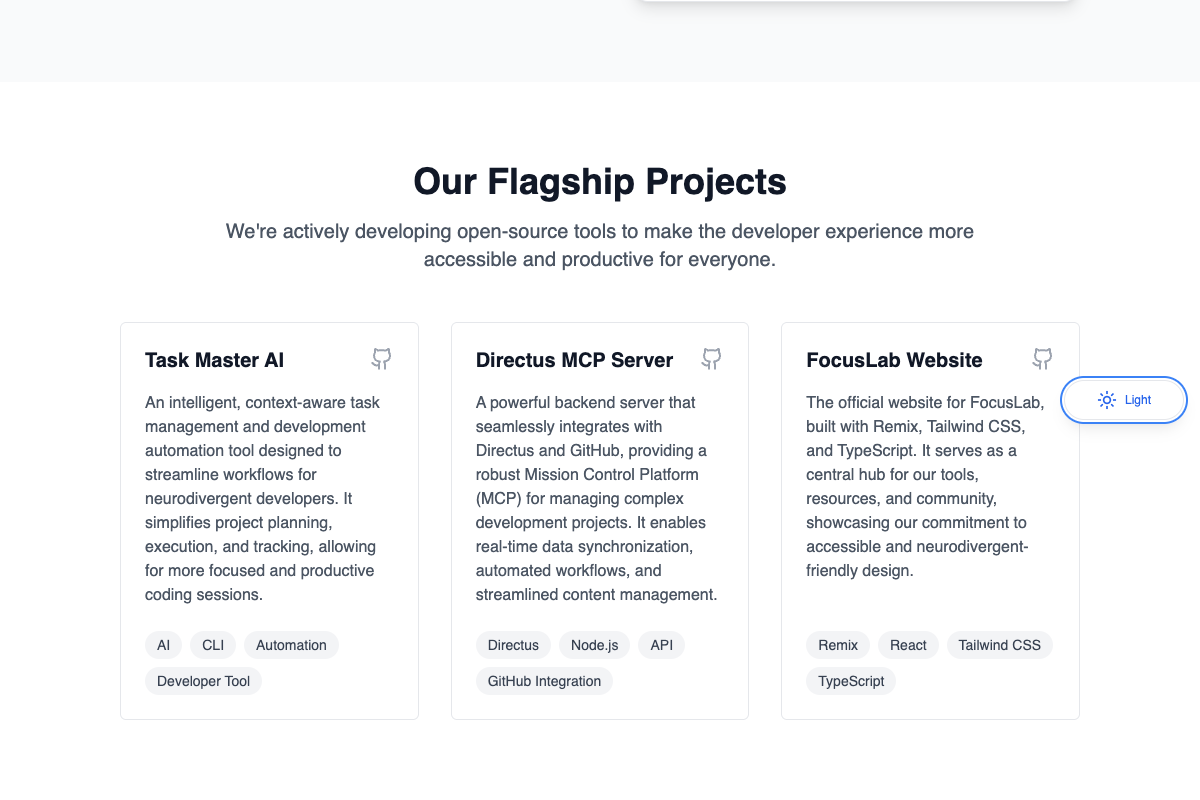 Our Flagship Projects
We're actively developing open-source tools to make the developer experience more
accessible and productive for everyone.
Task Master AI
An intelligent, context-aware task
management and development
automation tool designed to
streamline workflows for
neurodivergent developers. It
simplifies project planning,
execution, and tracking, allowing
for more focused and productive
coding sessions.
AI CLI Automation
Developer Tool
Directus MCP Server
A powerful backend server that
seamlessly integrates with
Directus and GitHub, providing a
robust Mission Control Platform
(MCP) for managing complex
development projects. It enables
real-time data synchronization,
automated workflows, and
streamlined content management.
Directus Node.js API
GitHub Integration
FocusLab Website
The official website for FocusLab,
built with Remix, Tailwind CSS,
and TypeScript. It serves as a
central hub for our tools,
resources, and community,
showcasing our commitment to
accessible and neurodivergent-
friendly design.
Remix React Tailwind CSS
TypeScript
Light